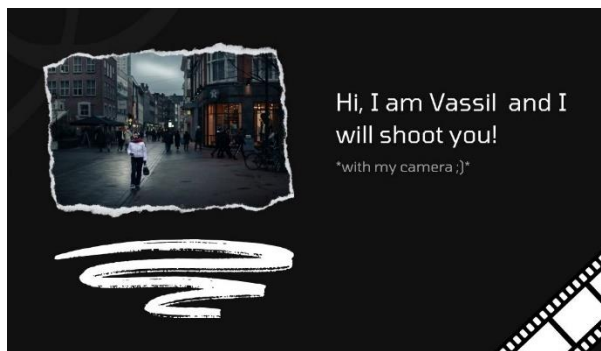 Hi, I am Vassil and I
will shoot you!
*with my camera ;)*